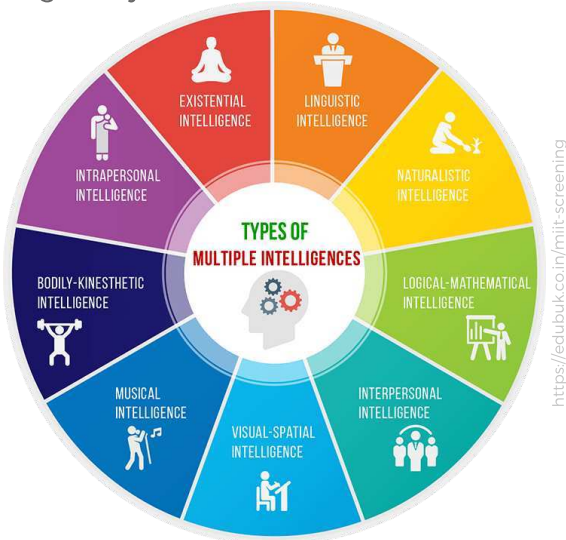 TYPES OF
MULTIPLE INTELLIGENCES
EXISTENTIAL
INTELLIGENCE
LINGUISTIC
INTELLIGENCE
NATURALISTIC
INTELLIGENCE
LOGICAL-MATHEMATICAL
INTELLIGENCE
INTERPERSONAL
INTELLIGENCE
VISUAL-SPATIAL
INTELLIGENCE
MUSICAL
INTELLIGENCE
BODILY-KINESTHETIC
INTELLIGENCE
INTRAPERSONAL
INTELLIGENCE
https://edubuk.co.in/miit-screening